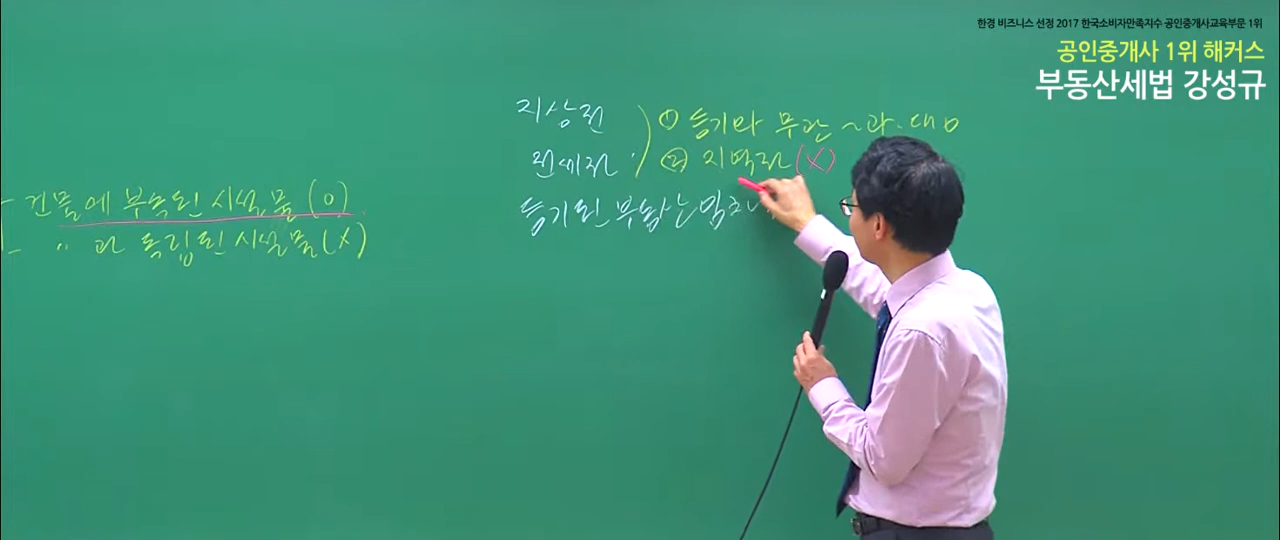 한경 비즈니스 선정 2017 한국소비자만족지수 공인중개사교육부문 1위
공인중개사 1위 해커스
부동산세법 강성규
지상권
전세권
① 등기와 무관 ~ 과.대ㅇ
② 지역권 (X)
등기된 부동산임차
건물에 부속된 시설물 (O)
〃 과 독립된 시설물 (X)